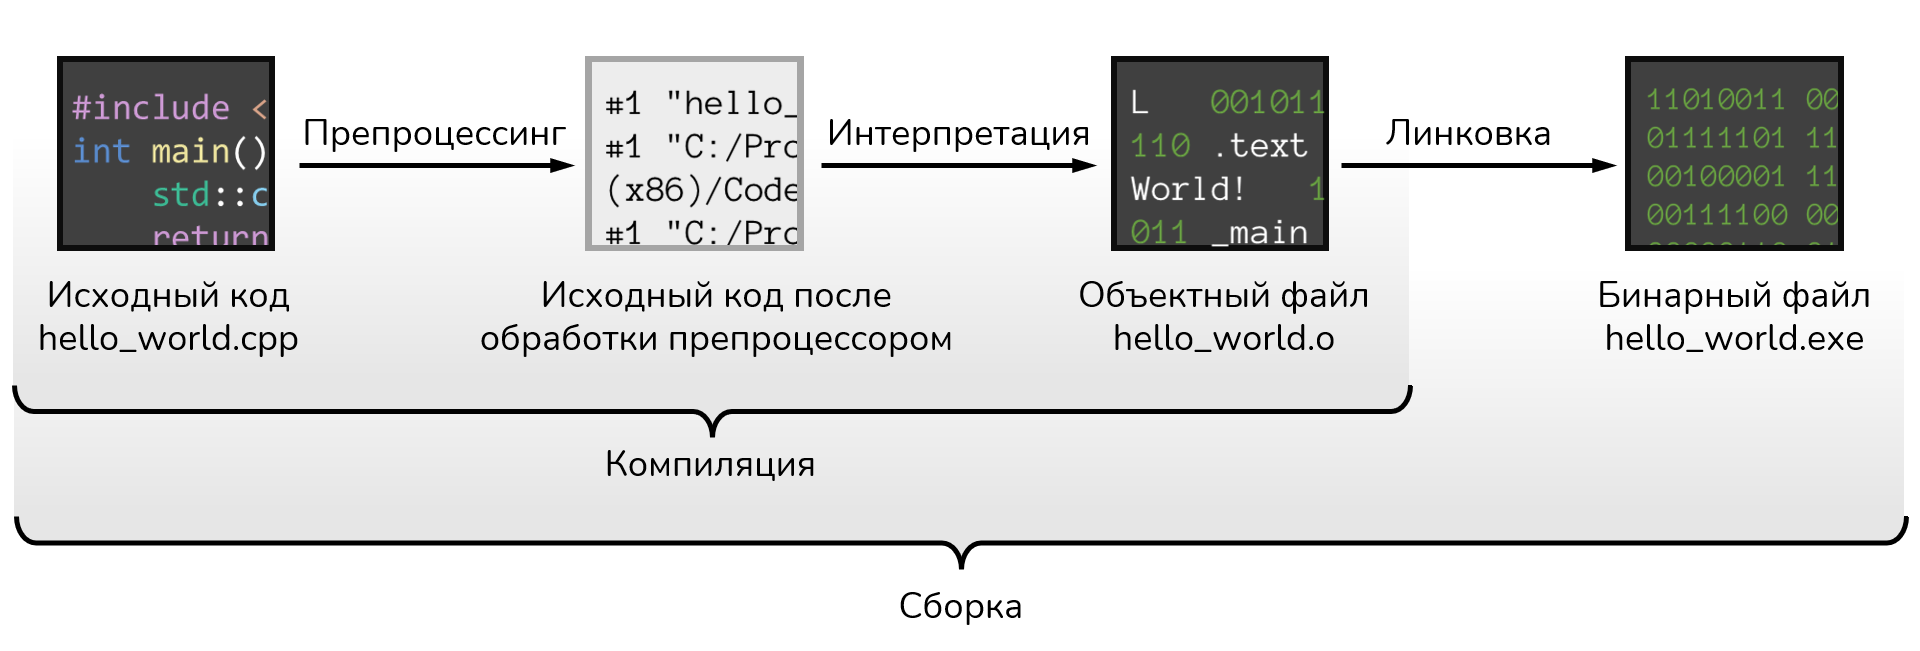 #include <
int main()
std::c
return
Препроцессинг
#1 "hello_
#1 "C:/Pro
(x86)/Code
#1 "C:/Pro
Интерпретация
L 001011
110 .text
World! 1
011 _main
Линковка
11010011 00
01111101 11
00100001 11
00111100 00
Исходный код
hello_world.cpp
Исходный код после
обработки препроцессором
Объектный файл
hello_world.o
Бинарный файл
hello_world.exe
Компиляция
Сборка